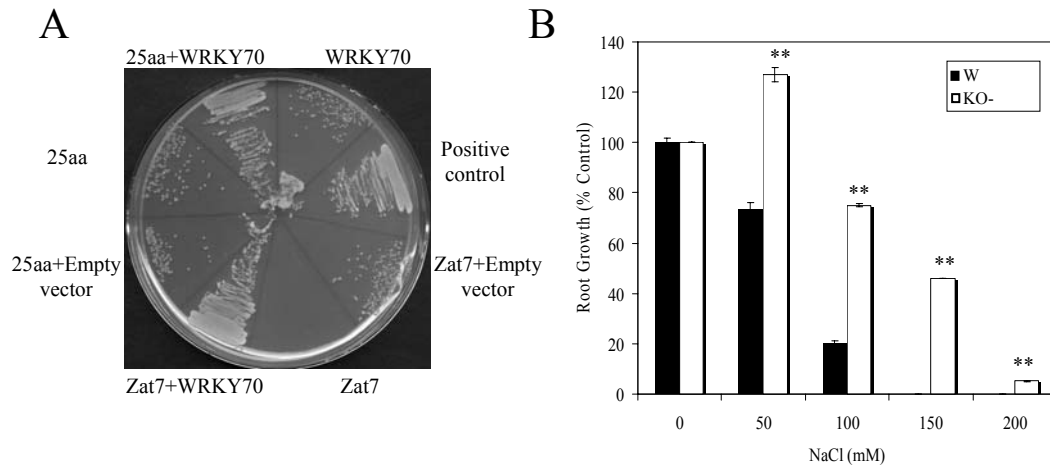 A
25aa+WRKY70
WRKY70
25aa
Positive
control
25aa+Empty
vector
Zat7+Empty
vector
Zat7+WRKY70
Zat7
B
140
120
100
80
60
40
20
0
Root Growth (% Control)
**
**
**
**
W
KO-
0
50
100
150
200
NaCl (mM)